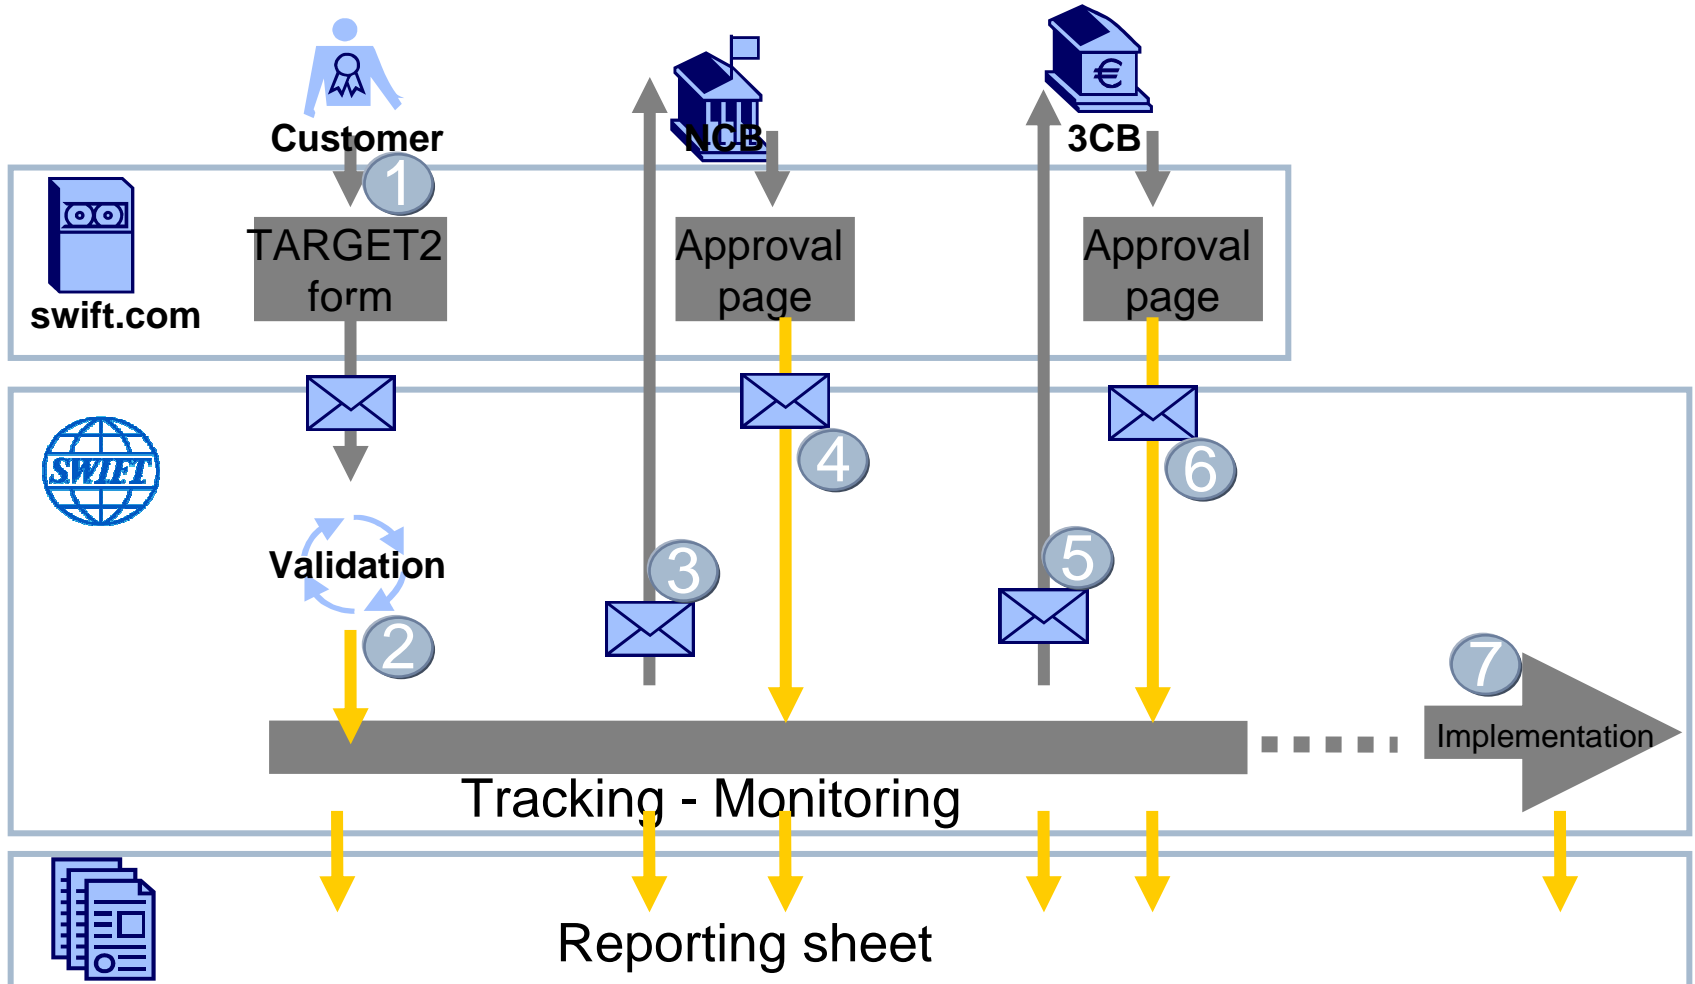 Customer
NCB
3CB
€
1
TARGET2
form
Approval
page
Approval
page
swift.com
SWIFT
4
6
Validation
3
5
2
7
Implementation
Tracking - Monitoring
Reporting sheet